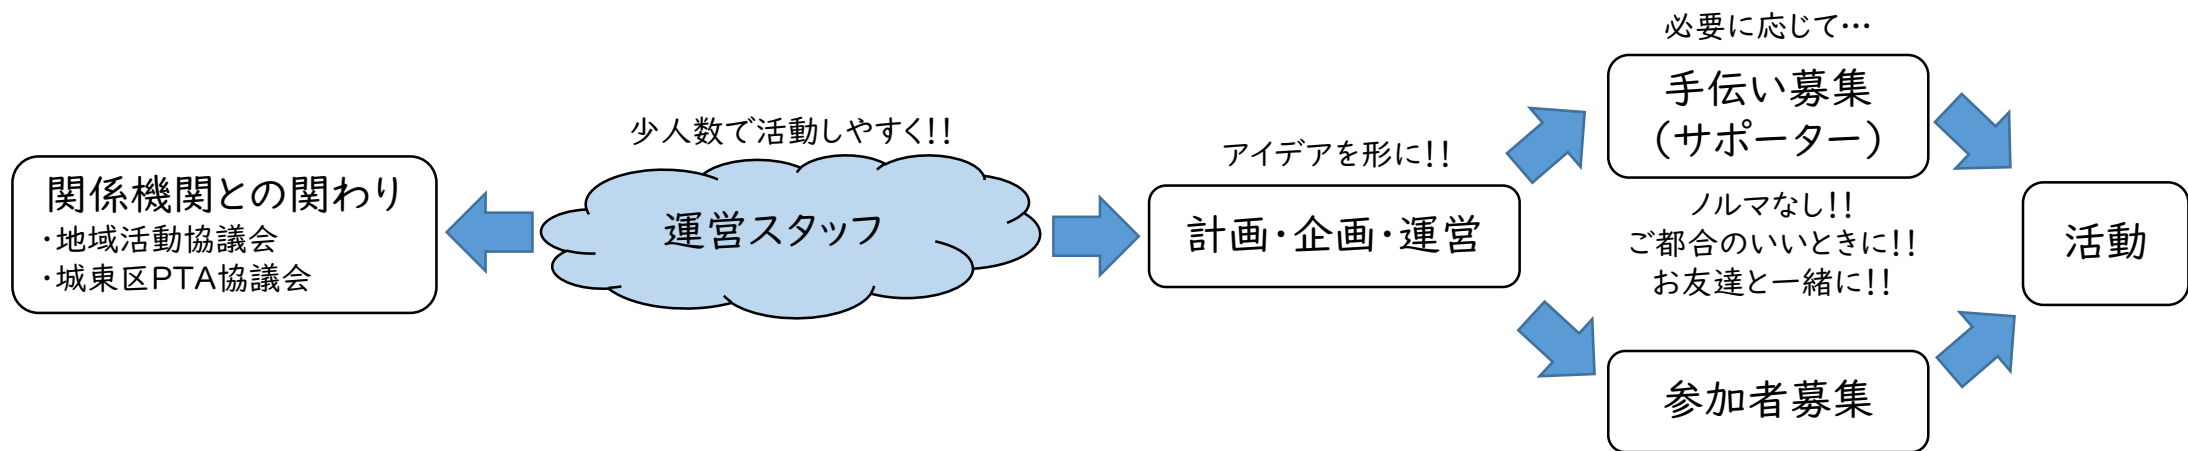 関係機関との関わり
・地域活動協議会
・城東区PTA協議会
少人数で活動しやすく!!
運営スタッフ
アイデアを形に!!
計画・企画・運営
必要に応じて…
手伝い募集
(サポーター)
ノルマなし!!
ご都合のいいときに!!
お友達と一緒に!!
参加者募集
活動